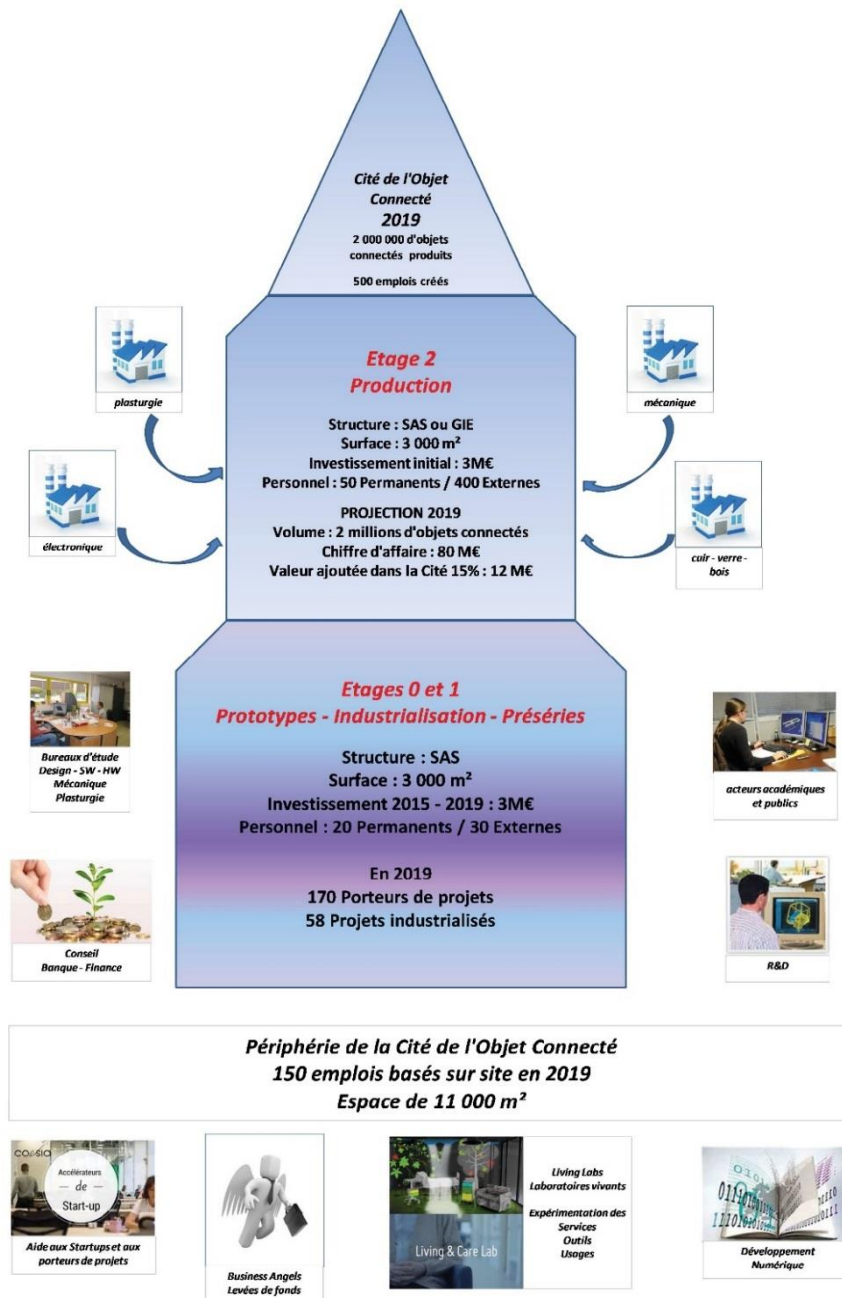 Cité de l'Objet
Connecté
2019
2 000 000 d'objets
connectés produits
500 emplois créés
plasturgie
mécanique
électronique
cuir - verre -
bois
Etage 2
Production
Structure : SAS ou GIE
Surface : 3 000 m²
Investissement initial : 3M€
Personnel : 50 Permanents / 400 Externes
PROJECTION 2019
Volume : 2 millions d'objets connectés
Chiffre d'affaire : 80 M€
Valeur ajoutée dans la Cité 15% : 12 M€
Etages 0 et 1
Prototypes - Industrialisation - Préséries
Structure : SAS
Surface : 3 000 m²
Investissement 2015 - 2019 : 3M€
Personnel : 20 Permanents / 30 Externes
En 2019
170 Porteurs de projets
58 Projets industrialisés
Bureaux d'étude
Design - SW - HW
Mécanique
Plasturgie
Conseil
Banque - Finance
acteurs académiques
et publics
R&D
Périphérie de la Cité de l'Objet Connecté
150 emplois basés sur site en 2019
Espace de 11 000 m²
Accélérateurs
de
Start-up
Aide aux Startups et aux
porteurs de projets
Business Angels
Levées de fonds
Living & Care Lab
Living Labs
Laboratoires vivants
Expérimentation des
Services
Outils
Usages
Développement
Numérique